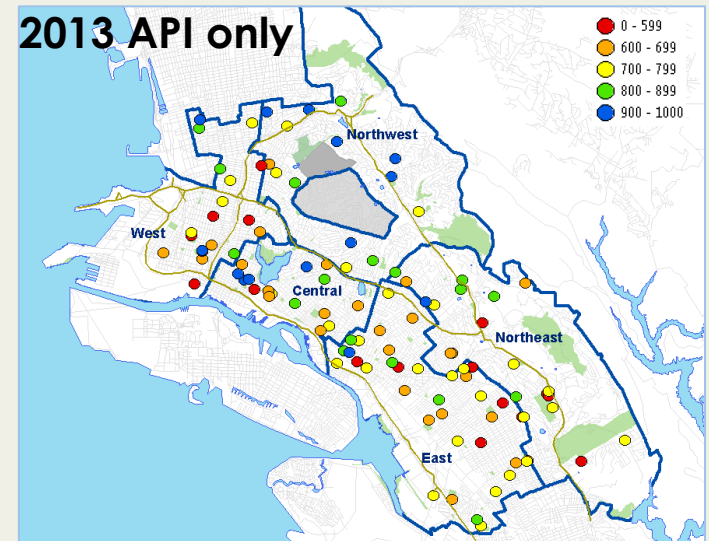 2013 API only
0 - 599
600 - 699
700 - 799
800 - 899
900 - 1000
Northwest
West
Central
Northeast
East